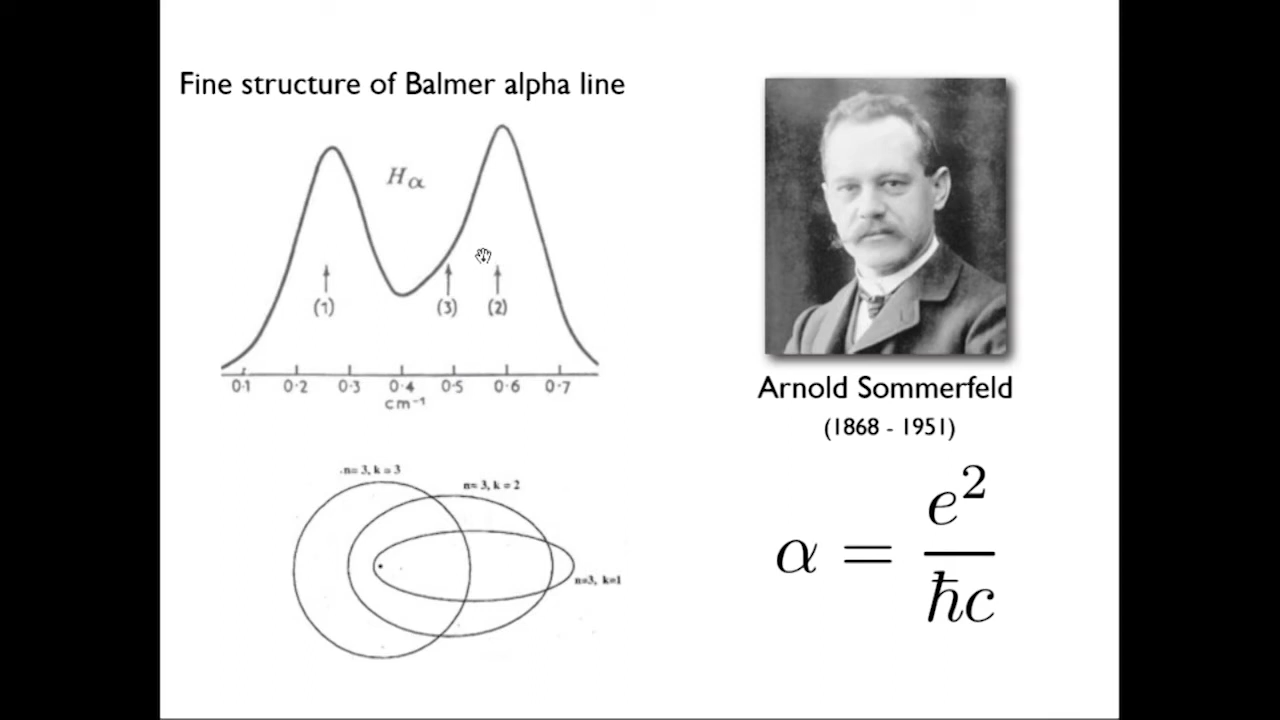 Fine structure of Balmer alpha line
Hα
(1)
(3)
(2)
0·1 0·2 0·3 0·4 0·5 0·6 0·7
cm⁻¹
n= 3, k = 3
n= 3, k = 2
n=3, k=1
Arnold Sommerfeld
(1868 - 1951)
α = e²/ħc